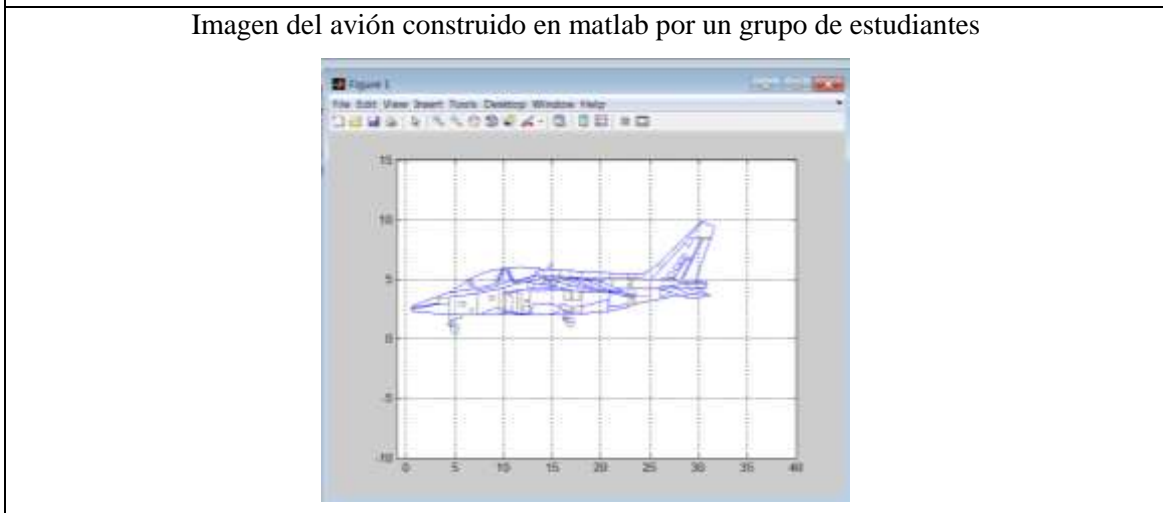 Imagen del avión construido en matlab por un grupo de estudiantes
Figure 1
File Edit View Insert Tools Desktop Window Help
15
10
5
0
-5
-10
0 5 10 15 20 25 30 35 40